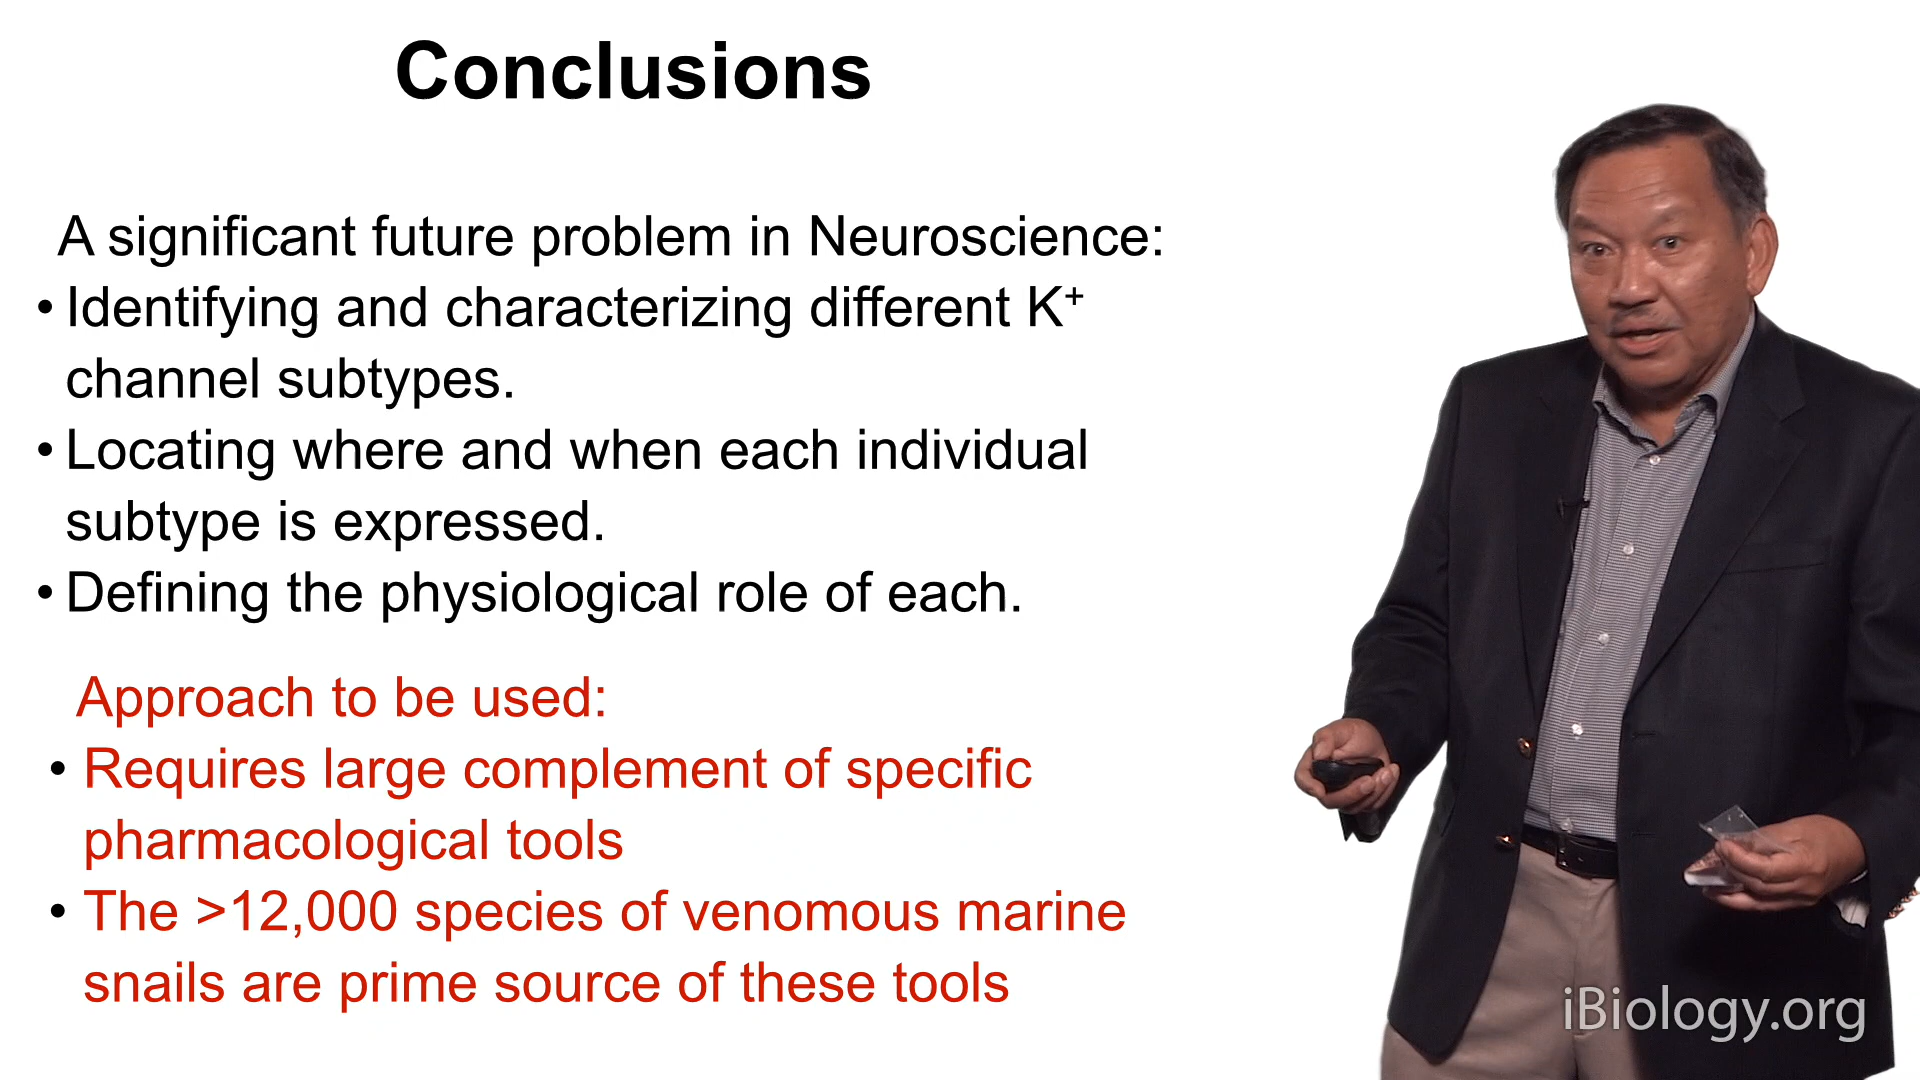 Conclusions
A significant future problem in Neuroscience:
• Identifying and characterizing different K⁺
channel subtypes.
• Locating where and when each individual
subtype is expressed.
• Defining the physiological role of each.
Approach to be used:
• Requires large complement of specific
pharmacological tools
• The >12,000 species of venomous marine
snails are prime source of these tools
iBiology.org